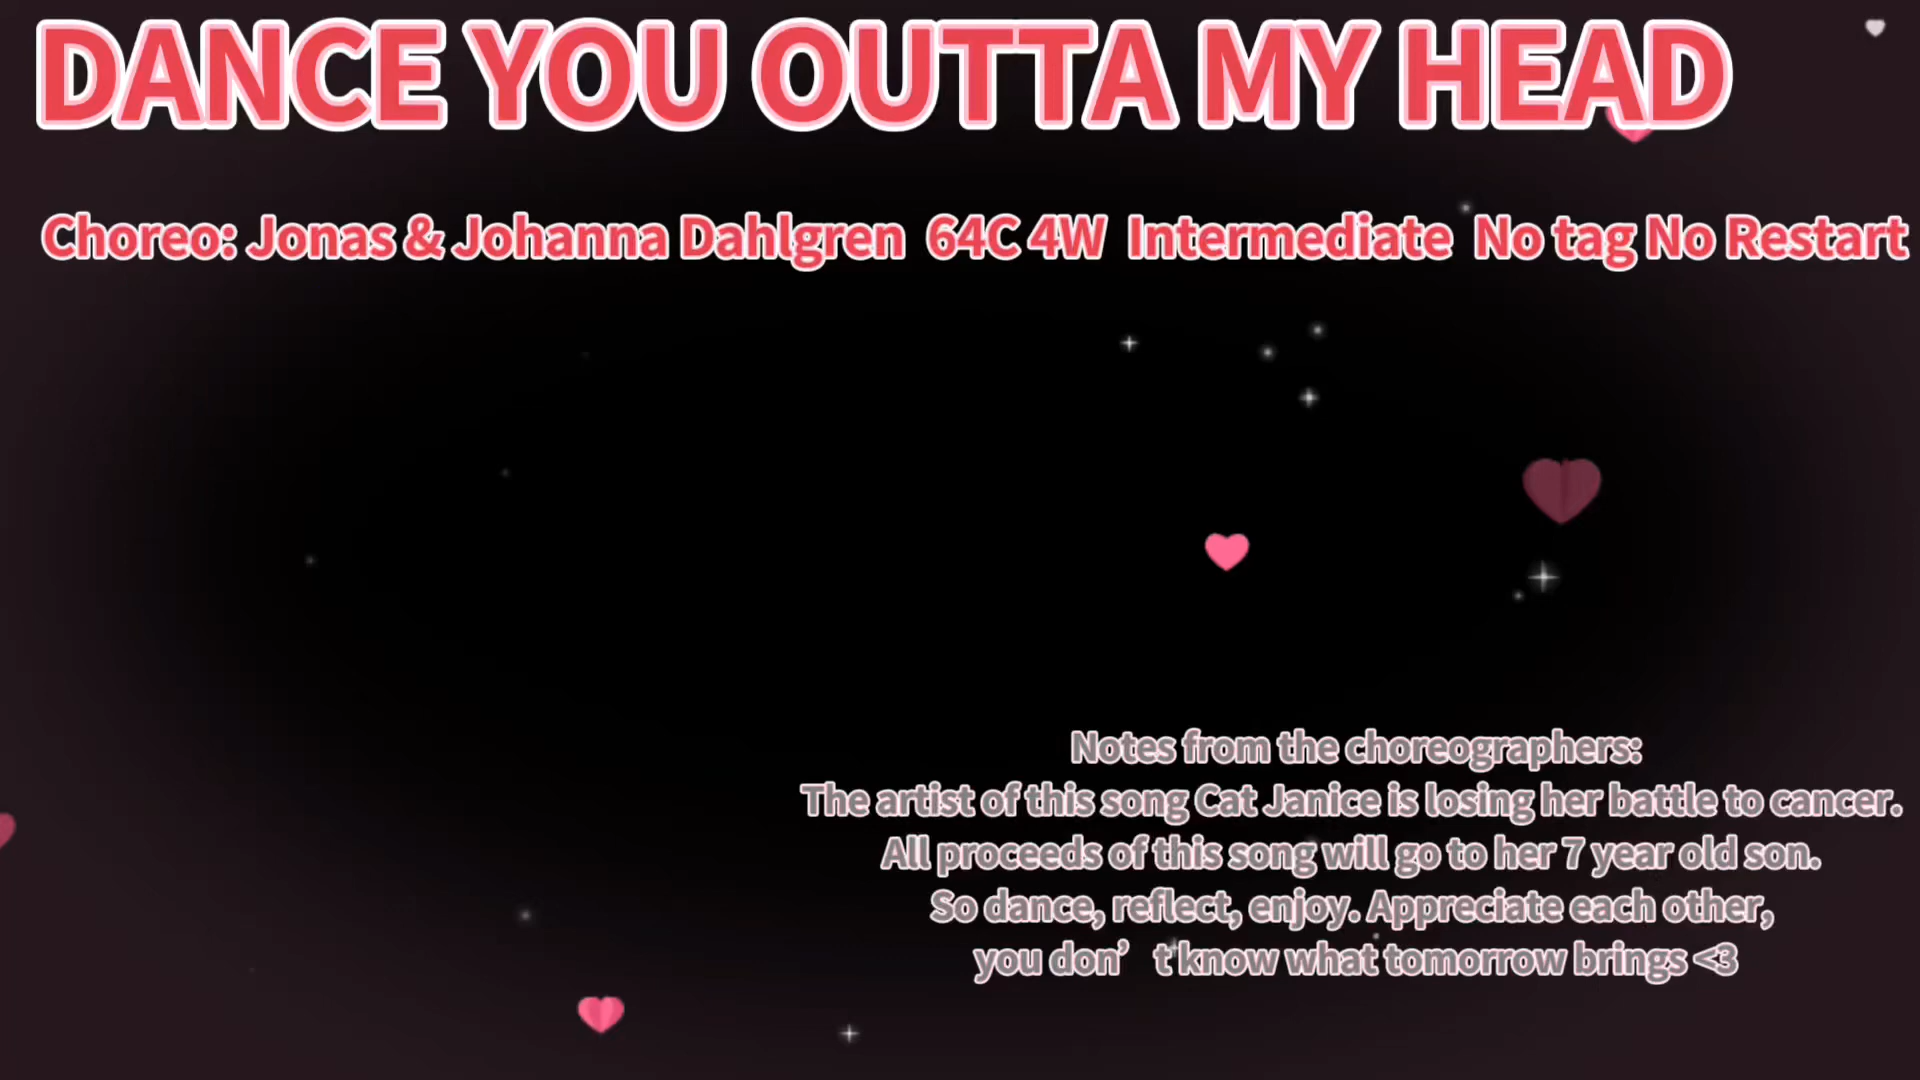 DANCE YOU OUTTA MY HEAD
Choreo: Jonas & Johanna Dahlgren 64C 4W Intermediate No tag No Restart
Notes from the choreographers:
The artist of this song Cat Janice is losing her battle to cancer.
All proceeds of this song will go to her 7 year old son.
So dance, reflect, enjoy. Appreciate each other,
you don’t know what tomorrow brings <3